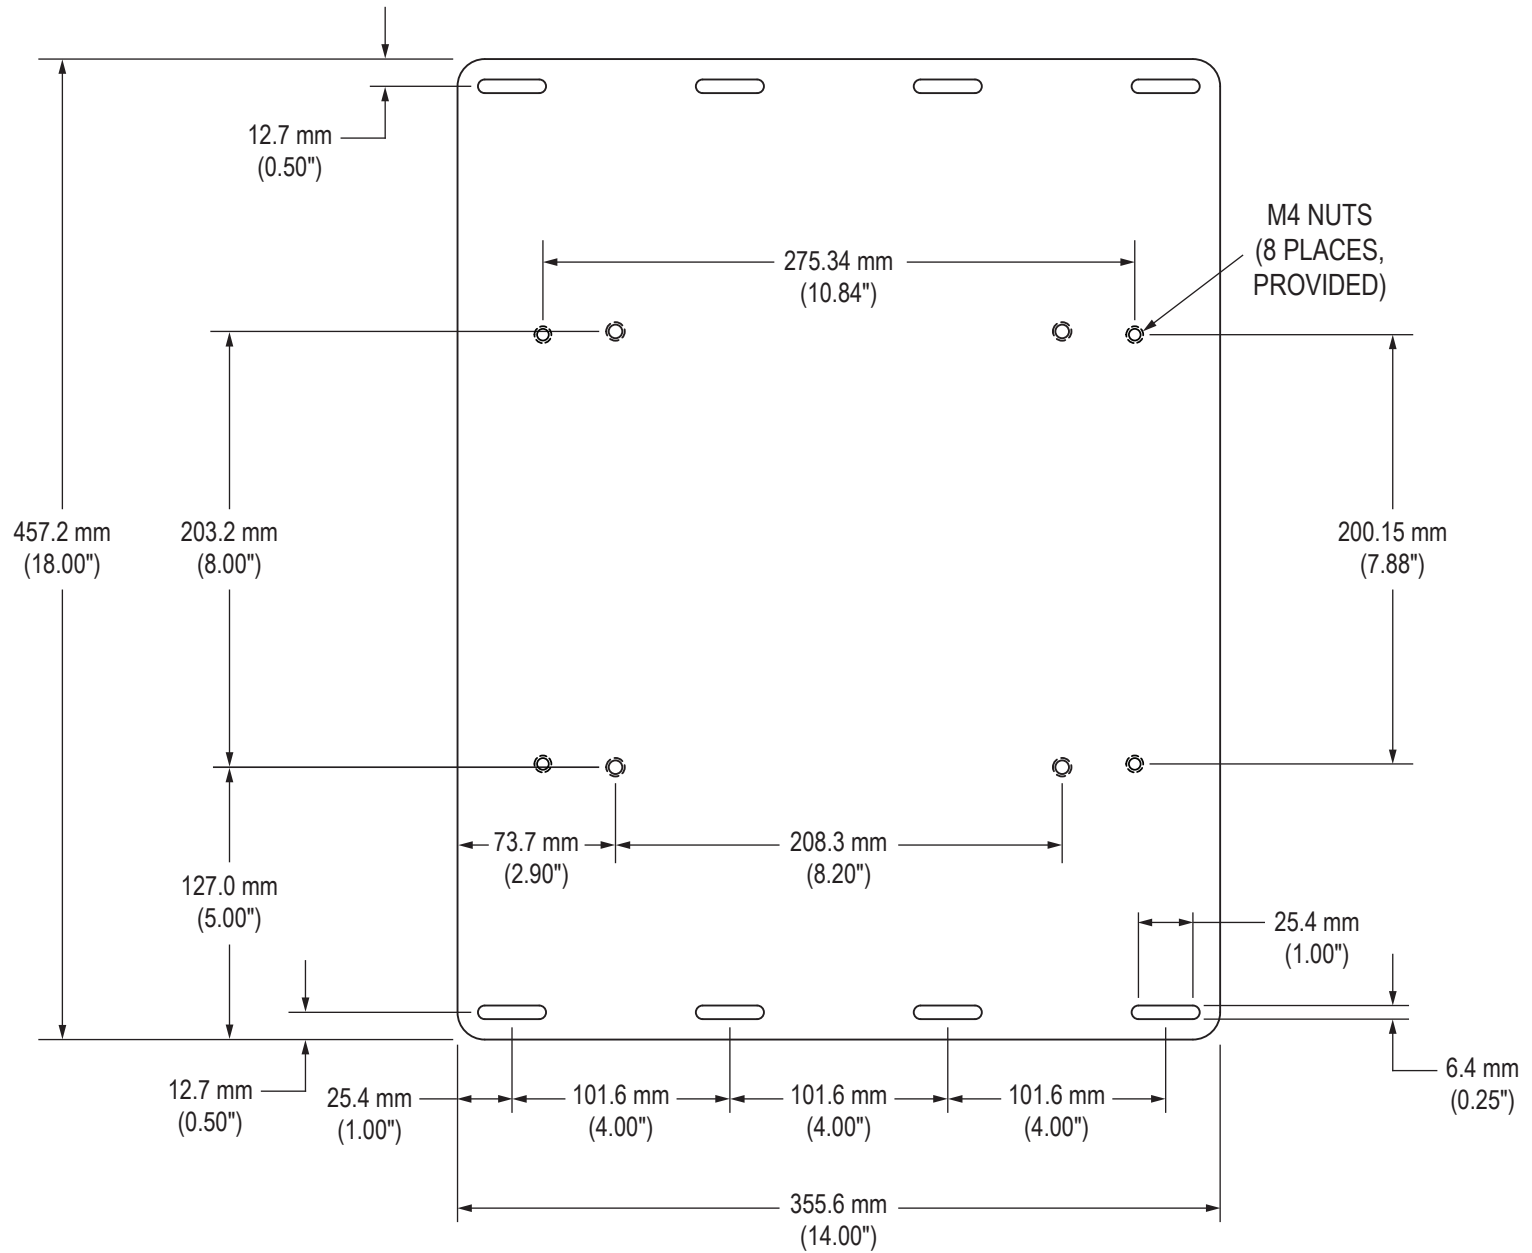 12.7 mm
(0.50")
M4 NUTS
(8 PLACES,
PROVIDED)
275.34 mm
(10.84")
457.2 mm
(18.00")
203.2 mm
(8.00")
200.15 mm
(7.88")
73.7 mm
(2.90")
208.3 mm
(8.20")
127.0 mm
(5.00")
25.4 mm
(1.00")
6.4 mm
(0.25")
12.7 mm
(0.50")
25.4 mm
(1.00")
101.6 mm
(4.00")
101.6 mm
(4.00")
101.6 mm
(4.00")
355.6 mm
(14.00")